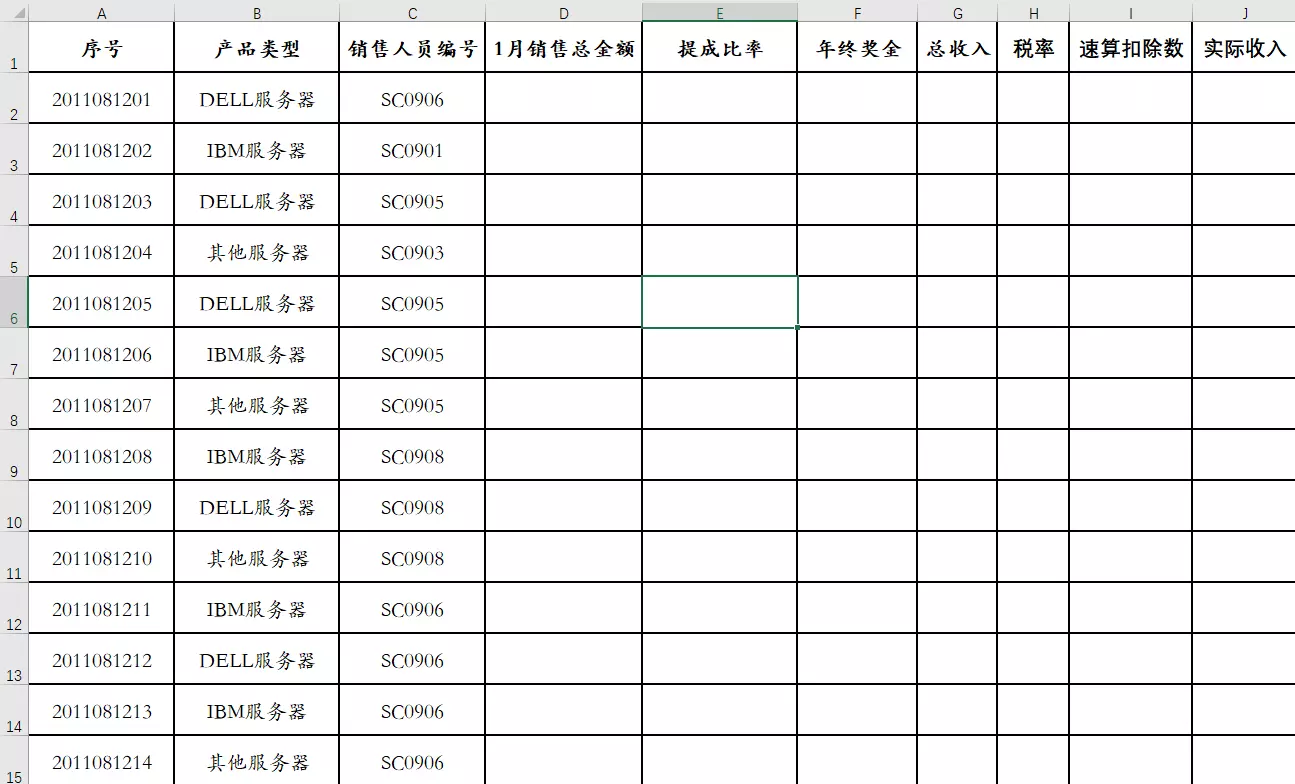 A B C D E F G H I J
1 序号 产品类型 销售人员编号 1月销售总金额 提成比率 年终奖金 总收入 税率 速算扣除数 实际收入
2 2011081201 DELL服务器 SC0906
3 2011081202 IBM服务器 SC0901
4 2011081203 DELL服务器 SC0905
5 2011081204 其他服务器 SC0903
6 2011081205 DELL服务器 SC0905
7 2011081206 IBM服务器 SC0905
8 2011081207 其他服务器 SC0905
9 2011081208 IBM服务器 SC0908
10 2011081209 DELL服务器 SC0908
11 2011081210 其他服务器 SC0908
12 2011081211 IBM服务器 SC0906
13 2011081212 DELL服务器 SC0906
14 2011081213 IBM服务器 SC0906
15 2011081214 其他服务器 SC0906